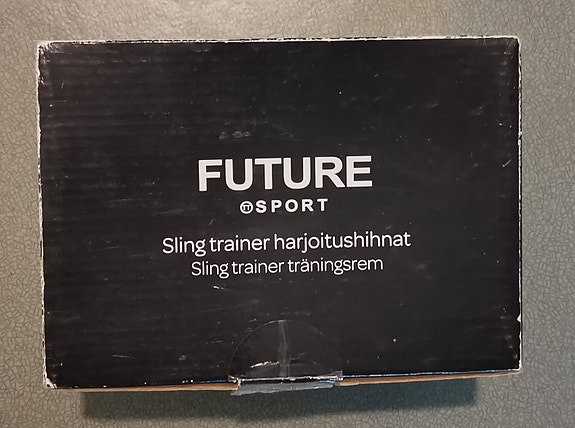 FUTURE
SPORT
Sling trainer harjoitushihnat
Sling trainer träningsrem